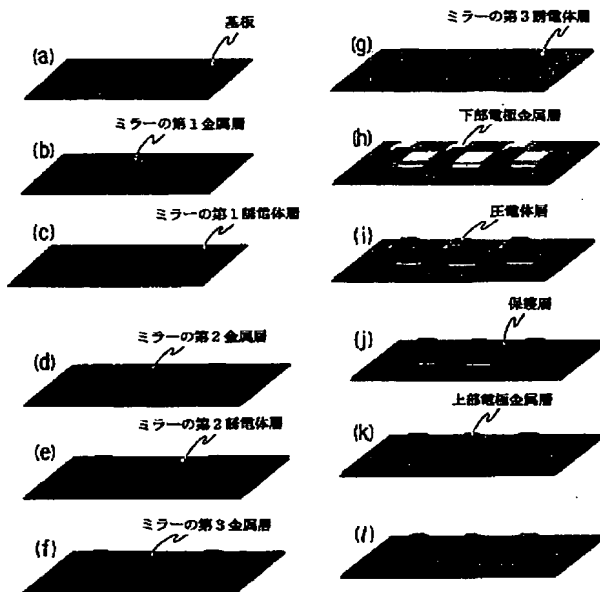 (a)
基板
(b)
ミラーの第1金属層
(c)
ミラーの第1誘電体層
(d)
ミラーの第2金属層
(e)
ミラーの第2誘電体層
(f)
ミラーの第3金属層
(g)
ミラーの第3誘電体層
(h)
下部電極金属層
(i)
圧電体層
(j)
保護層
(k)
上部電極金属層
(l)